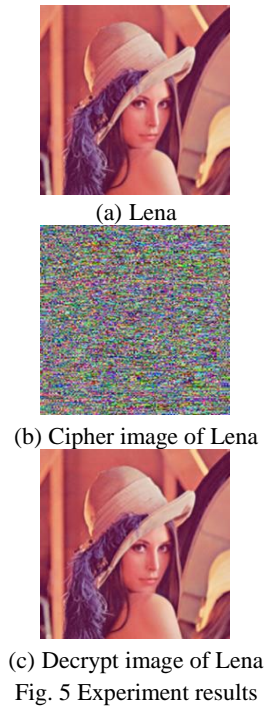 (a) Lena
(b) Cipher image of Lena
(c) Decrypt image of Lena
Fig. 5 Experiment results